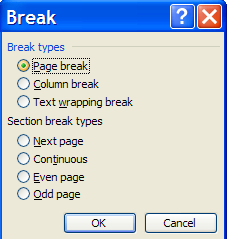 Break
Break types
Page break
Column break
Text wrapping break
Section break types
Next page
Continuous
Even page
Odd page
OK Cancel